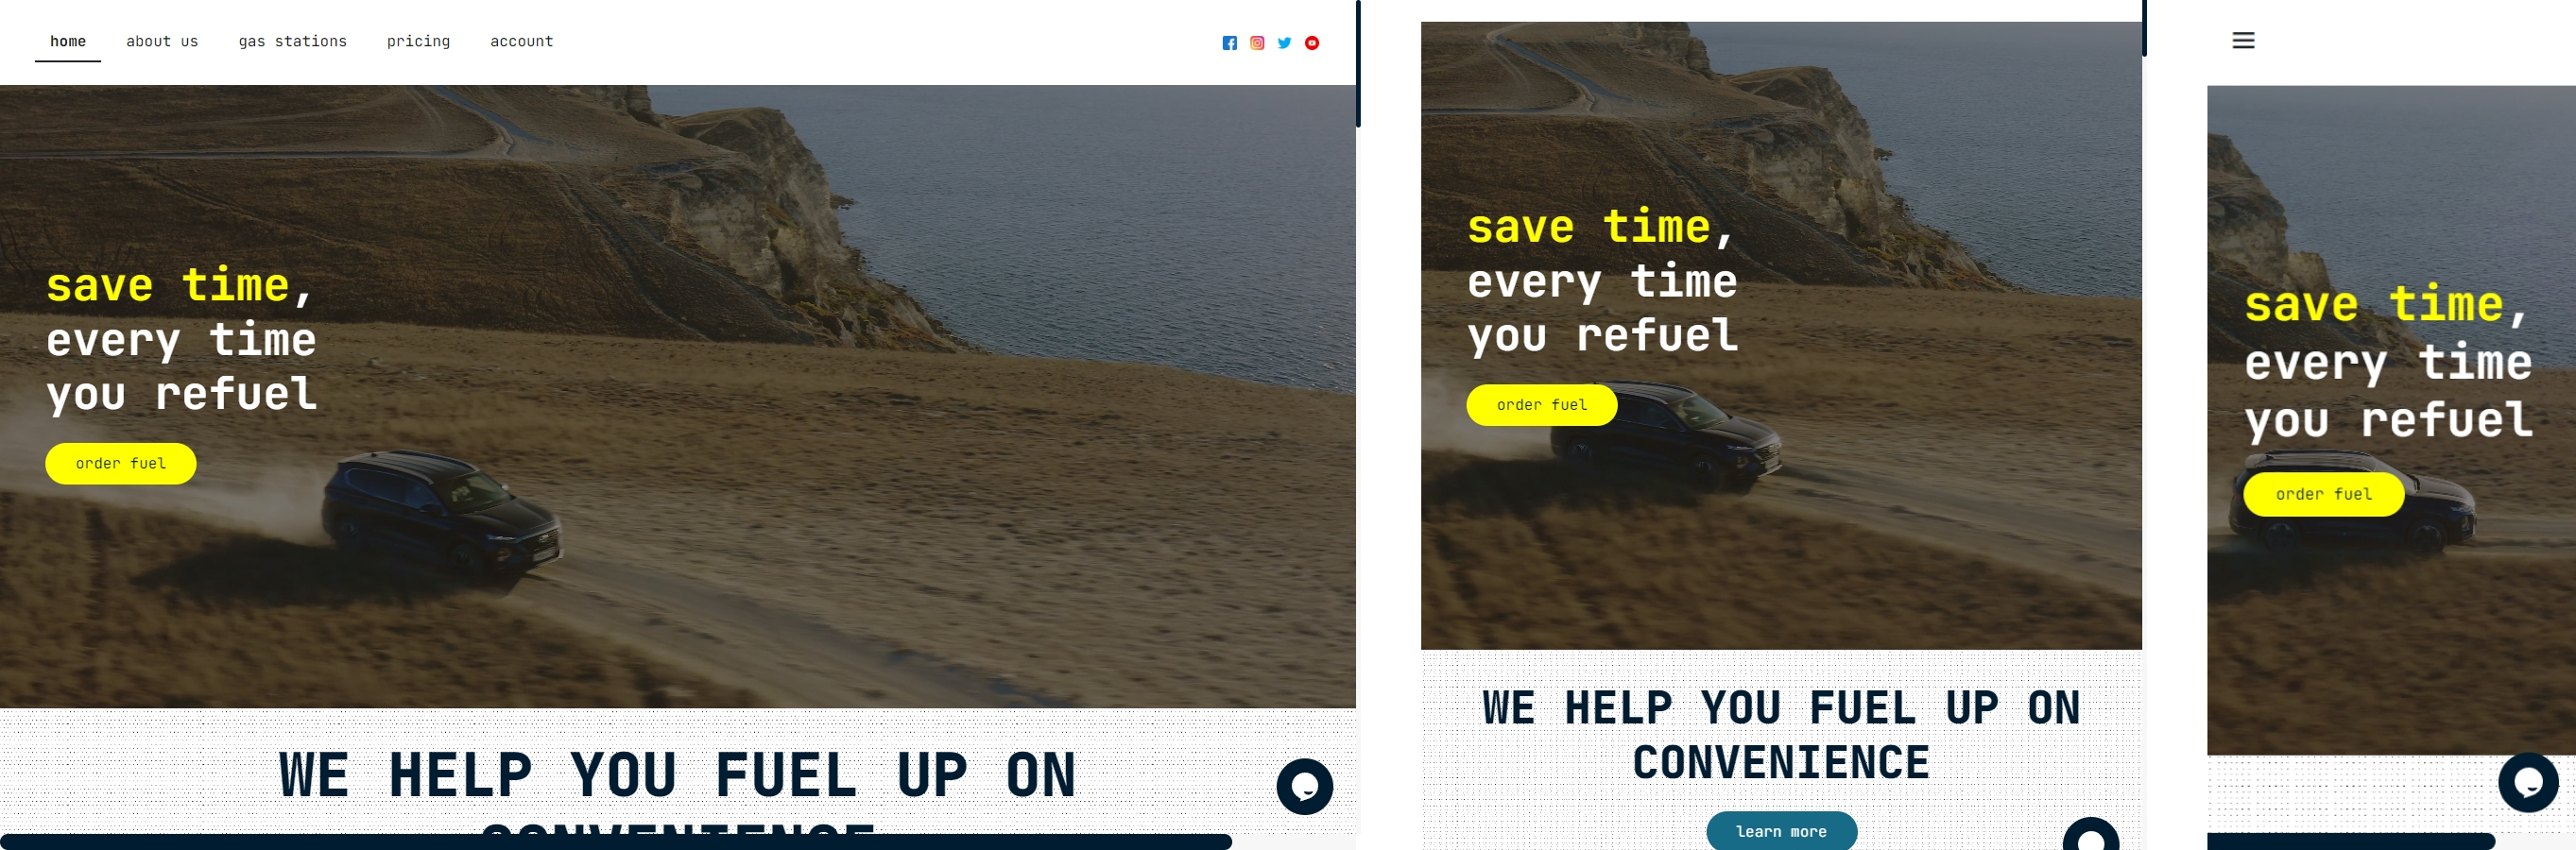 home about us gas stations pricing account
save time,
every time
you refuel
order fuel
WE HELP YOU FUEL UP ON
CONVENIENCE
save time,
every time
you refuel
order fuel
WE HELP YOU FUEL UP ON
CONVENIENCE
learn more
save time,
every time
you refuel
order fuel